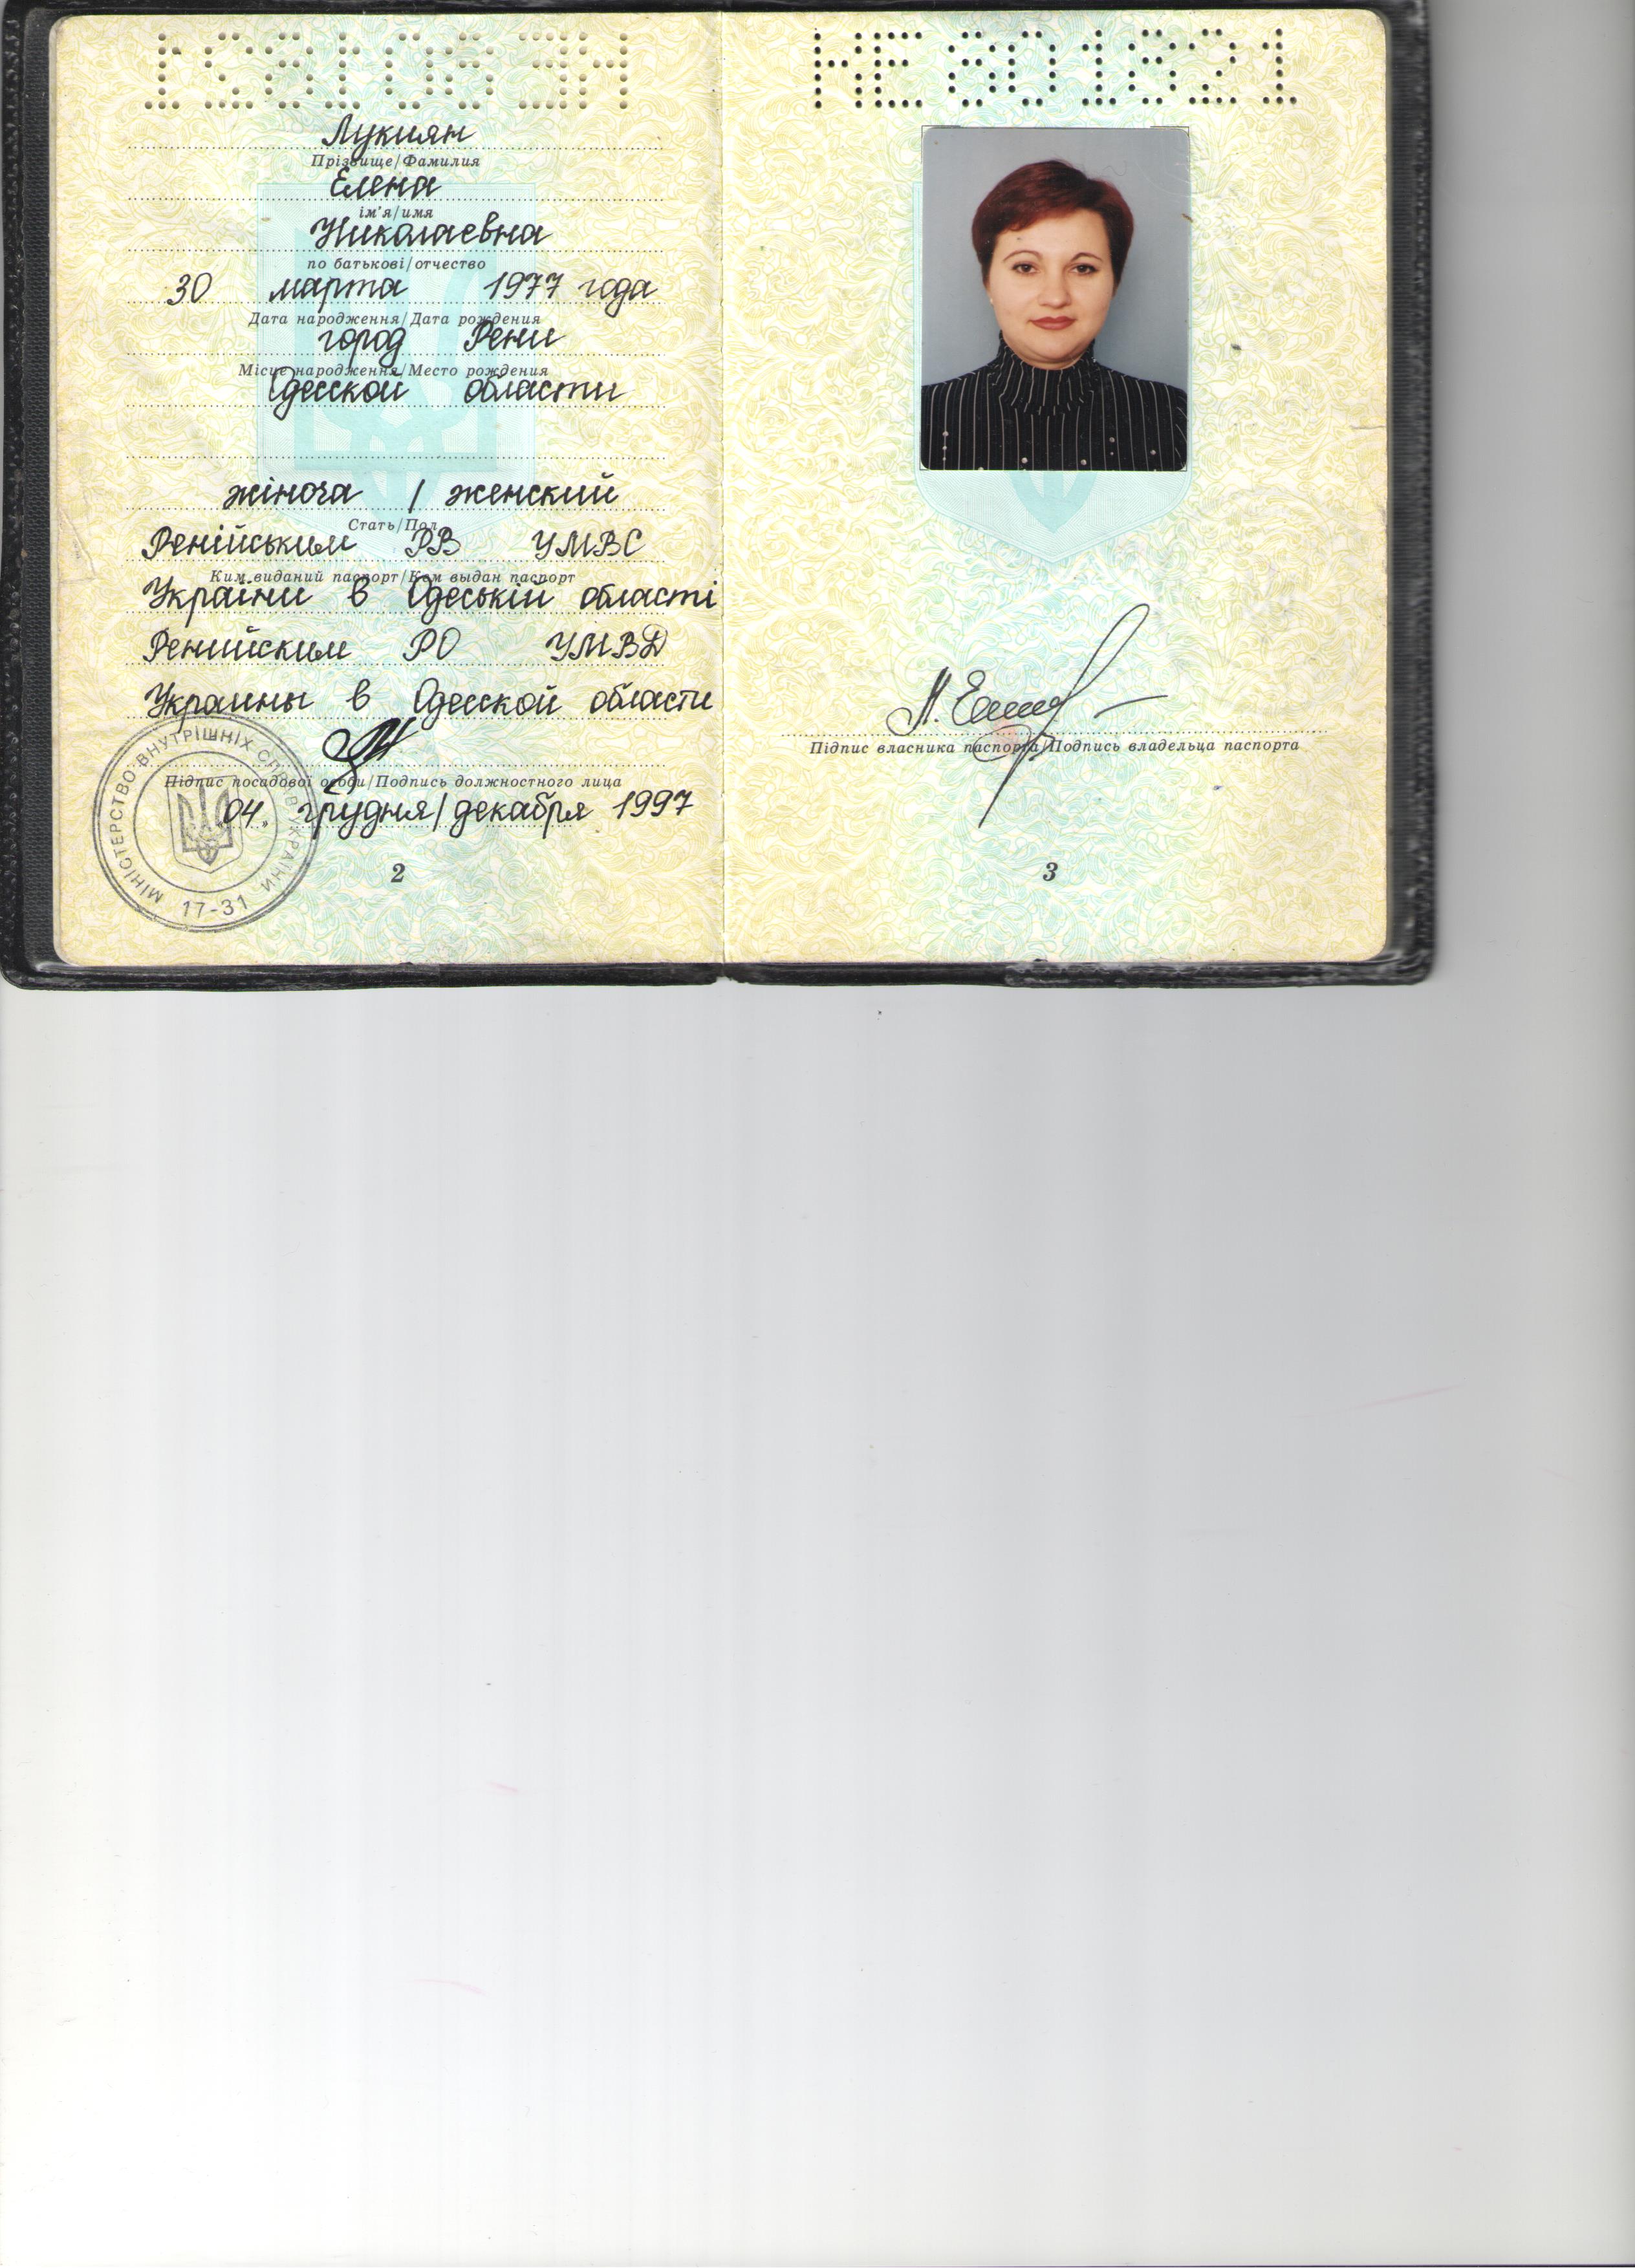 НЕ 801821
НЕ 801821
Лукиян
Прізвище/Фамилия
Елена
ім'я/имя
Николаевна
по батькові/отчество
30 марта 1977 года
Дата народження/Дата рождения
город Рени
Місце народження/Место рождения
Одесской области
жіноча / женский
Стать/Пол
Ренійським РВ УМВС
Ким виданий паспорт/Кем выдан паспорт
України в Одеській області
Ренийским РО УМВД
Украины в Одесской области
Підпис посадової особи/Подпись должностного лица
04. грудня/декабря 1997
МІНІСТЕРСТВО ВНУТРІШНІХ СПРАВ УКРАЇНИ
17-31
2
Підпис власника паспорта/Подпись владельца паспорта
3